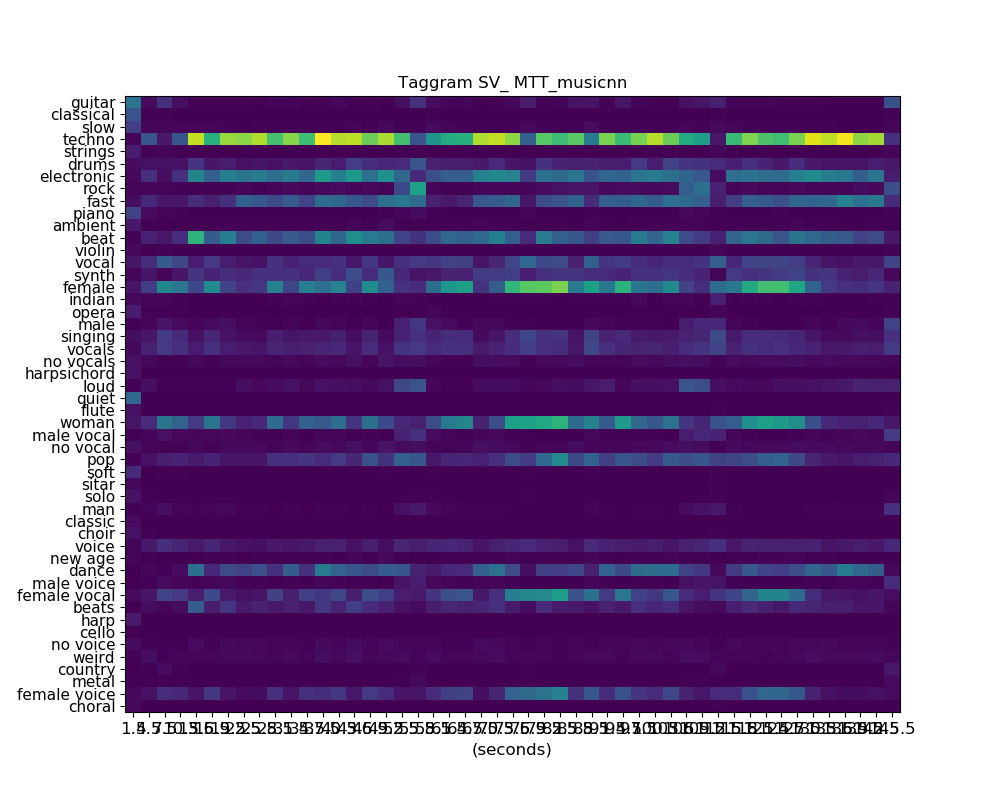 Taggram SV_ MTT_musicnn
guitar
classical
slow
techno
strings
drums
electronic
rock
fast
piano
ambient
beat
violin
vocal
synth
female
indian
opera
male
singing
vocals
no vocals
harpsichord
loud
quiet
flute
woman
male vocal
no vocal
pop
soft
sitar
solo
man
classic
choir
voice
new age
dance
male voice
female vocal
beats
harp
cello
no voice
weird
country
metal
female voice
choral
(seconds)